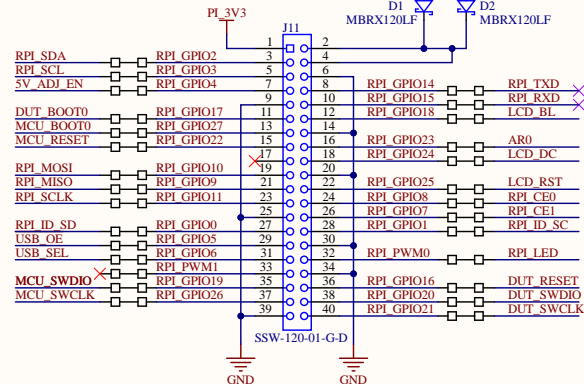 D1 D2
PI_3V3 MBRX120LF MBRX120LF
J11
1 2
RPI_SDA RPI_GPIO2 3 4
RPI_SCL RPI_GPIO3 5 6
5V_ADJ_EN RPI_GPIO4 7 8 RPI_GPIO14 RPI_TXD
9 10 RPI_GPIO15 RPI_RXD
DUT_BOOT0 RPI_GPIO17 11 12 RPI_GPIO18 LCD_BL
MCU_BOOT0 RPI_GPIO27 13 14
MCU_RESET RPI_GPIO22 15 16 RPI_GPIO23 AR0
17 18 RPI_GPIO24 LCD_DC
RPI_MOSI RPI_GPIO10 19 20
RPI_MISO RPI_GPIO9 21 22 RPI_GPIO25 LCD_RST
RPI_SCLK RPI_GPIO11 23 24 RPI_GPIO8 RPI_CE0
25 26 RPI_GPIO7 RPI_CE1
RPI_ID_SD RPI_GPIO0 27 28 RPI_GPIO1 RPI_ID_SC
USB_OE RPI_GPIO5 29 30
USB_SEL RPI_GPIO6 31 32 RPI_PWM0 RPI_LED
RPI_PWM1 33 34
MCU_SWDIO RPI_GPIO19 35 36 RPI_GPIO16 DUT_RESET
MCU_SWCLK RPI_GPIO26 37 38 RPI_GPIO20 DUT_SWDIO
39 40 RPI_GPIO21 DUT_SWCLK
SSW-120-01-G-D
GND GND